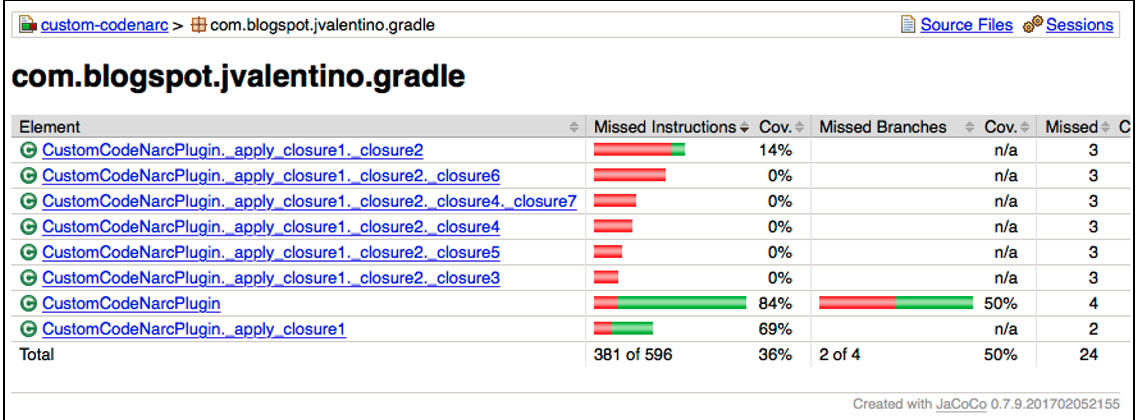 custom-codenarc > com.blogspot.jvalentino.gradle Source Files Sessions
com.blogspot.jvalentino.gradle
Element Missed Instructions Cov. Missed Branches Cov. Missed C
C CustomCodeNarcPlugin._apply_closure1._closure2 14% n/a 3
C CustomCodeNarcPlugin._apply_closure1._closure2._closure6 0% n/a 3
C CustomCodeNarcPlugin._apply_closure1._closure2._closure4._closure7 0% n/a 3
C CustomCodeNarcPlugin._apply_closure1._closure2._closure4 0% n/a 3
C CustomCodeNarcPlugin._apply_closure1._closure2._closure5 0% n/a 3
C CustomCodeNarcPlugin._apply_closure1._closure2._closure3 0% n/a 3
C CustomCodeNarcPlugin 84% 50% 4
C CustomCodeNarcPlugin._apply_closure1 69% n/a 2
Total 381 of 596 36% 2 of 4 50% 24
Created with JaCoCo 0.7.9.201702052155